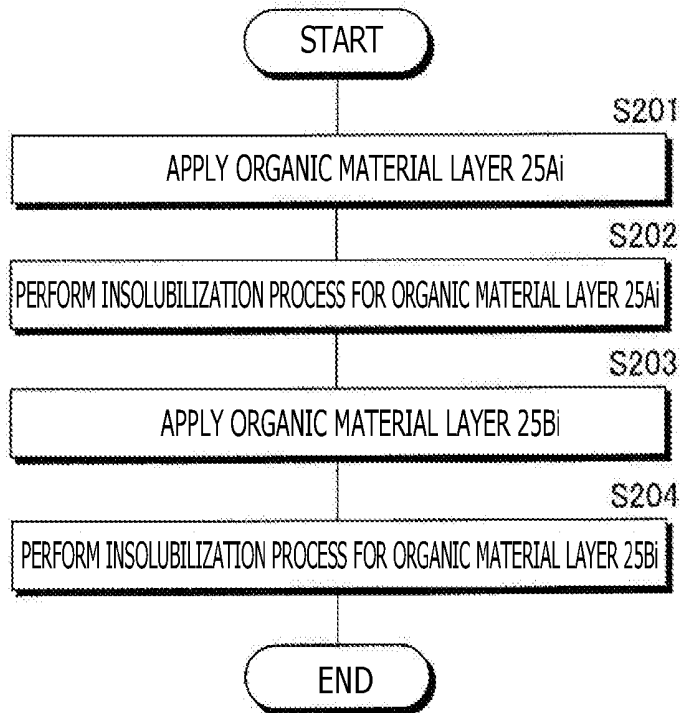 START
S201
APPLY ORGANIC MATERIAL LAYER 25Ai
S202
PERFORM INSOLUBILIZATION PROCESS FOR ORGANIC MATERIAL LAYER 25Ai
S203
APPLY ORGANIC MATERIAL LAYER 25Bi
S204
PERFORM INSOLUBILIZATION PROCESS FOR ORGANIC MATERIAL LAYER 25Bi
END